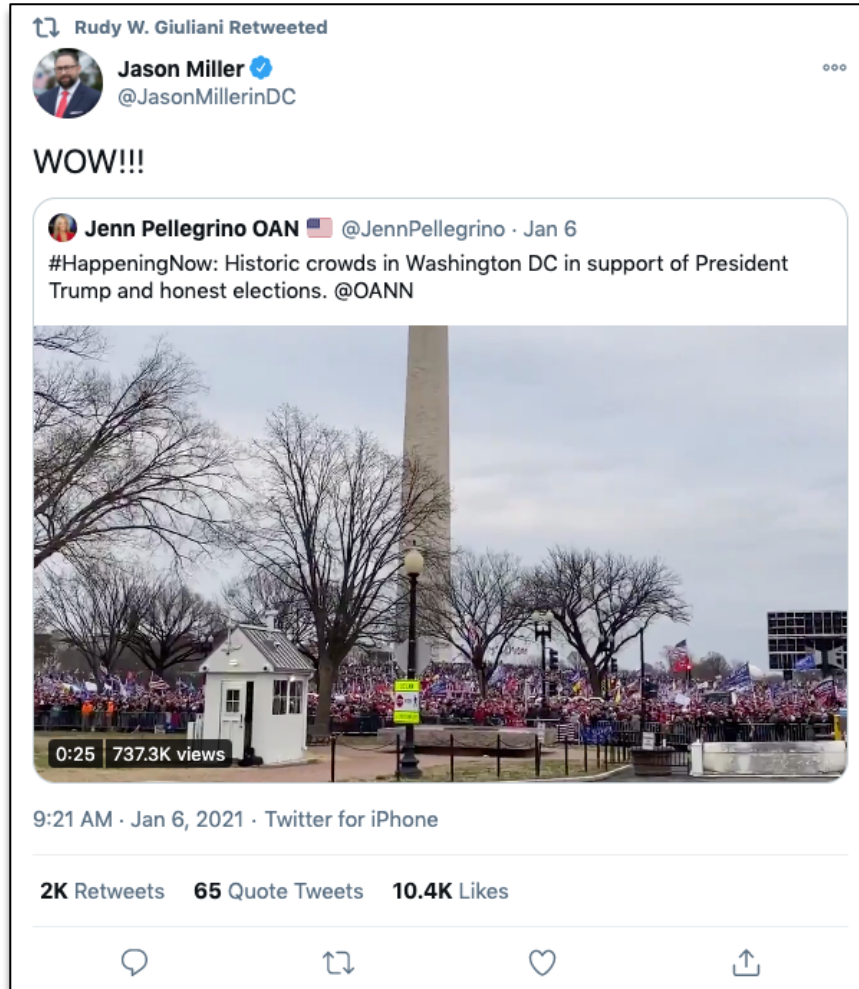 Rudy W. Giuliani Retweeted
Jason Miller
@JasonMillerinDC
WOW!!!
Jenn Pellegrino OAN 🇺🇸 @JennPellegrino · Jan 6
#HappeningNow: Historic crowds in Washington DC in support of President
Trump and honest elections. @OANN
0:25 737.3K views
9:21 AM · Jan 6, 2021 · Twitter for iPhone
2K Retweets 65 Quote Tweets 10.4K Likes